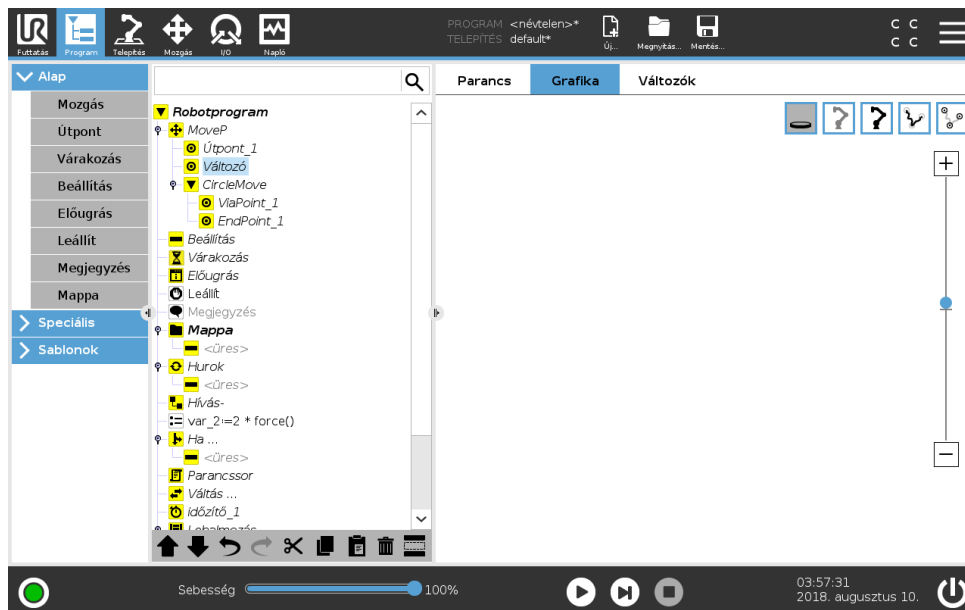 UR
PROGRAM <névtelen>*
TELEPÍTÉS default*
Futtatás Program Telepítés Mozgás I/O Napló Új... Megnyitás... Mentés...
C C
C C
Alap
Mozgás
Útpont
Várakozás
Beállítás
Előugrás
Leállít
Megjegyzés
Mappa
Speciális
Sablonok
Robotprogram
MoveP
Útpont_1
Változó
CircleMove
ViaPoint_1
EndPoint_1
Beállítás
Várakozás
Előugrás
Leállít
Megjegyzés
Mappa
<üres>
Hurok
<üres>
Hívás-
var_2:=2 * force()
Ha ...
<üres>
Parancssor
Váltás ...
időzítő_1
Parancs Grafika Változók
Sebesség 100%
03:57:31
2018. augusztus 10.